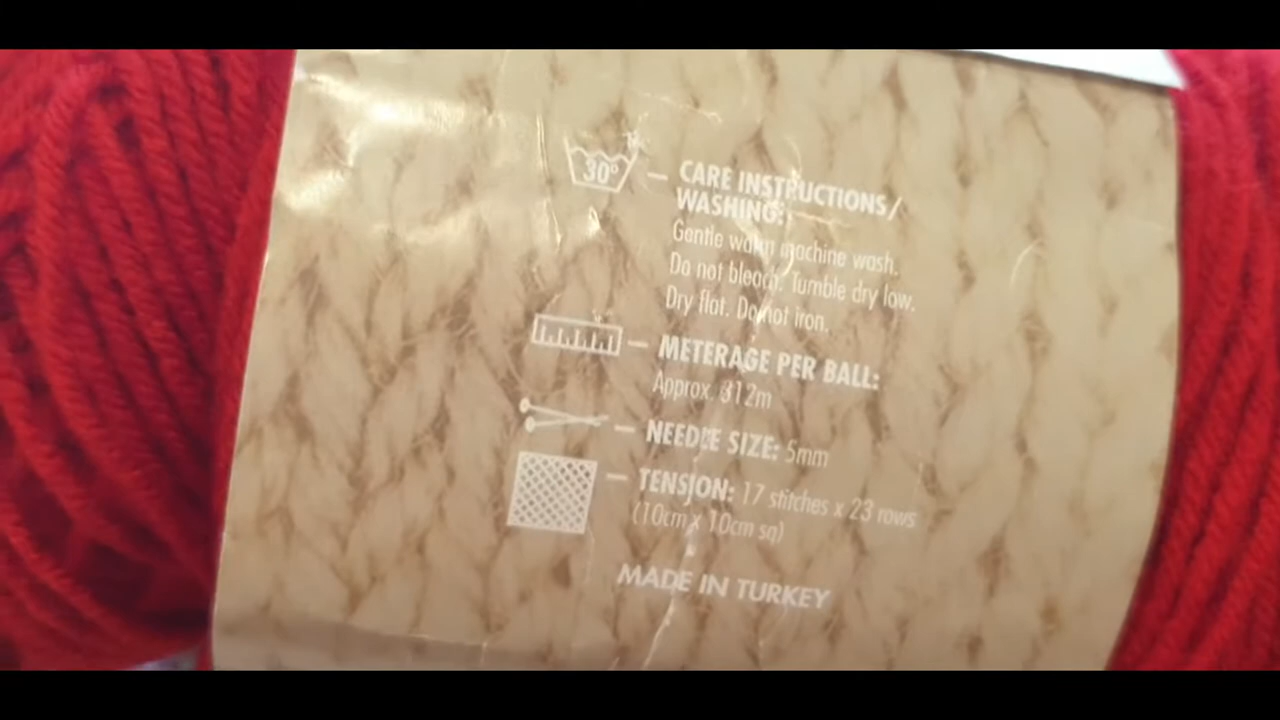 30°
CARE INSTRUCTIONS/
WASHING:
Gentle warm machine wash.
Do not bleach. Tumble dry low.
Dry flat. Do not iron.
METERAGE PER BALL:
Approx. 312m
NEEDLE SIZE: 5mm
TENSION: 17 stitches x 23 rows
(10cm x 10cm sq)
MADE IN TURKEY